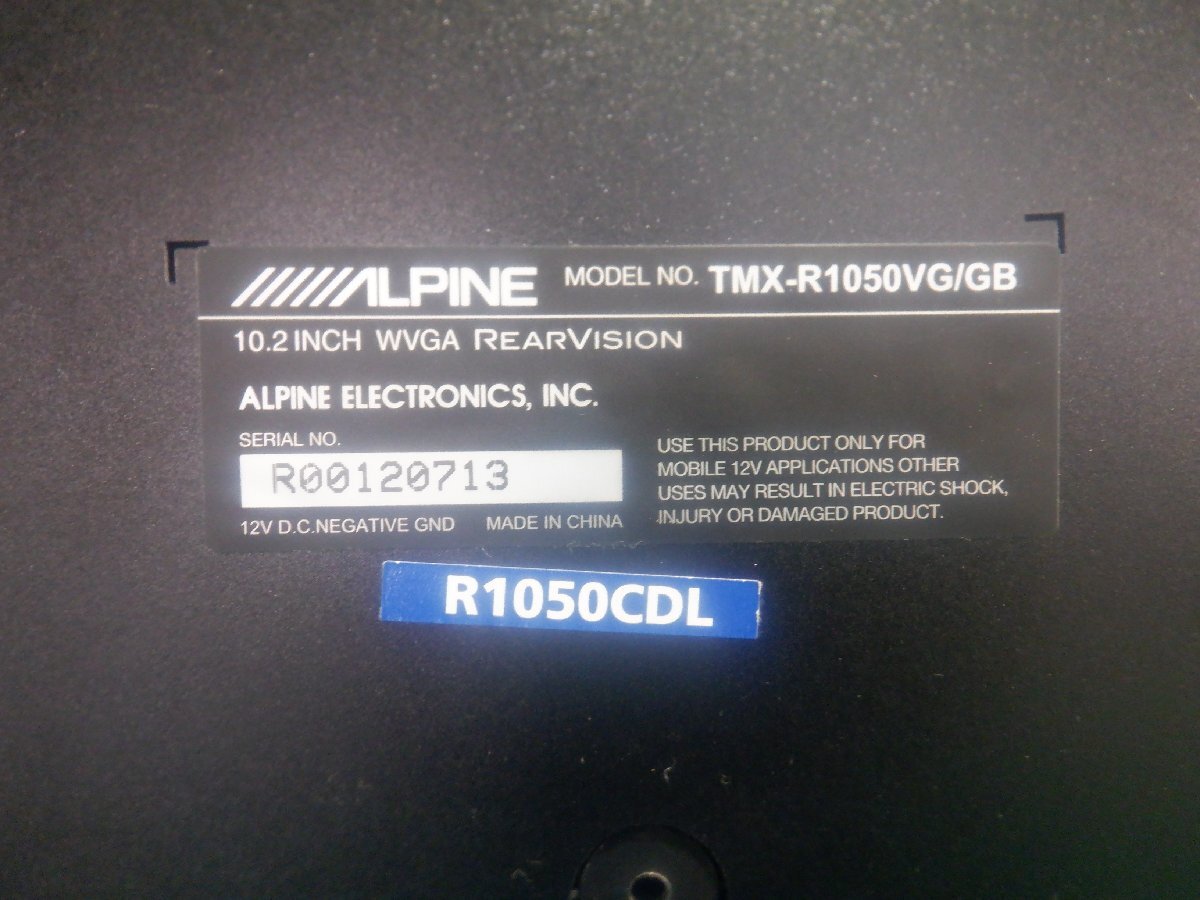 ALPINE MODEL NO. TMX-R1050VG/GB
10.2 INCH WVGA REARVISION
ALPINE ELECTRONICS, INC.
SERIAL NO.
R00120713
12V D.C.NEGATIVE GND MADE IN CHINA
USE THIS PRODUCT ONLY FOR
MOBILE 12V APPLICATIONS OTHER
USES MAY RESULT IN ELECTRIC SHOCK,
INJURY OR DAMAGED PRODUCT.
R1050CDL